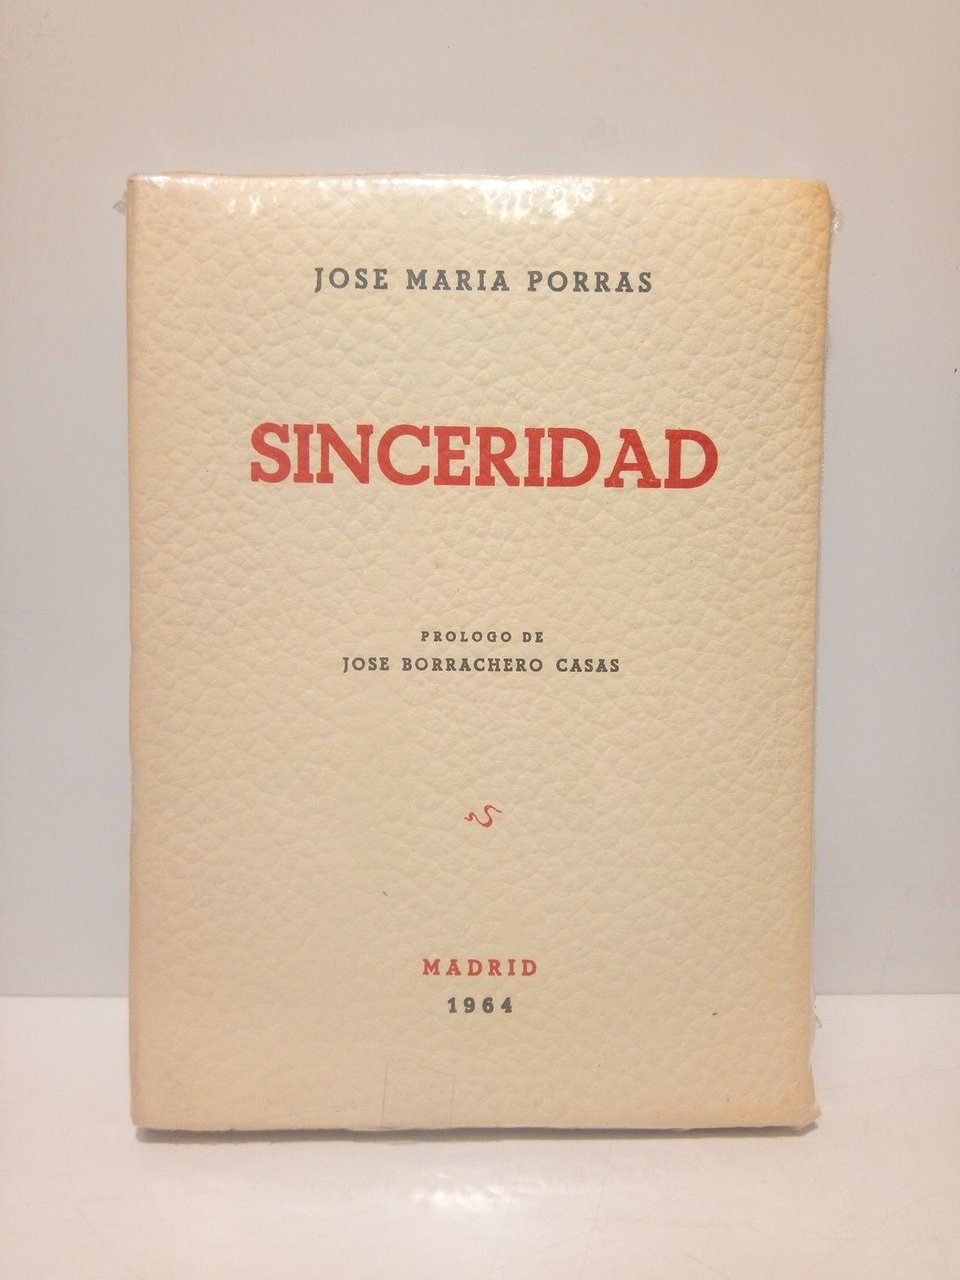 JOSE MARIA PORRAS
SINCERIDAD
PROLOGO DE
JOSE BORRACHERO CASAS
MADRID
1964